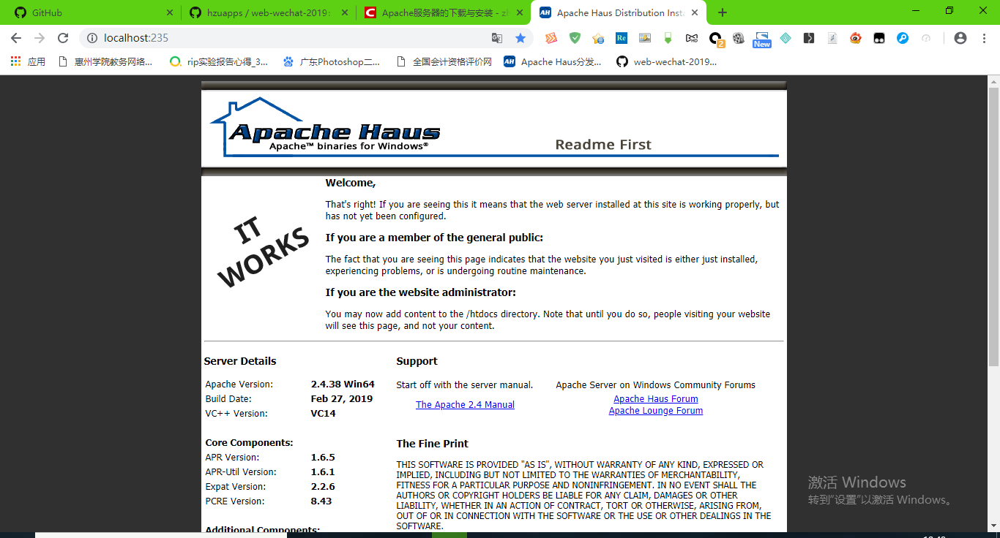 GitHub
hzuapps / web-wechat-2019:
Apache服务器的下载与安装 - zh
Apache Haus Distribution Insta
localhost:235
2
New
应用
惠州学院教务网络...
rip实验报告心得_3...
广东Photoshop二...
全国会计资格评价网
Apache Haus分发...
web-wechat-2019...
Apache Haus
Apache™ binaries for Windows®
Readme First
IT
WORKS
Welcome,
That's right! If you are seeing this it means that the web server installed at this site is working properly, but
has not yet been configured.
If you are a member of the general public:
The fact that you are seeing this page indicates that the website you just visited is either just installed,
experiencing problems, or is undergoing routine maintenance.
If you are the website administrator:
You may now add content to the /htdocs directory. Note that until you do so, people visiting your website
will see this page, and not your content.
Server Details
Apache Version: 2.4.38 Win64
Build Date: Feb 27, 2019
VC++ Version: VC14
Core Components:
APR Version: 1.6.5
APR-Util Version: 1.6.1
Expat Version: 2.2.6
PCRE Version: 8.43
Additional Components:
Support
Start off with the server manual.
The Apache 2.4 Manual
Apache Server on Windows Community Forums
Apache Haus Forum
Apache Lounge Forum
The Fine Print
THIS SOFTWARE IS PROVIDED "AS IS", WITHOUT WARRANTY OF ANY KIND, EXPRESSED OR
IMPLIED, INCLUDING BUT NOT LIMITED TO THE WARRANTIES OF MERCHANTABILITY,
FITNESS FOR A PARTICULAR PURPOSE AND NONINFRINGEMENT. IN NO EVENT SHALL THE
AUTHORS OR COPYRIGHT HOLDERS BE LIABLE FOR ANY CLAIM, DAMAGES OR OTHER
LIABILITY, WHETHER IN AN ACTION OF CONTRACT, TORT OR OTHERWISE, ARISING FROM,
OUT OF OR IN CONNECTION WITH THE SOFTWARE OR THE USE OR OTHER DEALINGS IN THE
SOFTWARE.
激活 Windows
转到"设置"以激活 Windows。